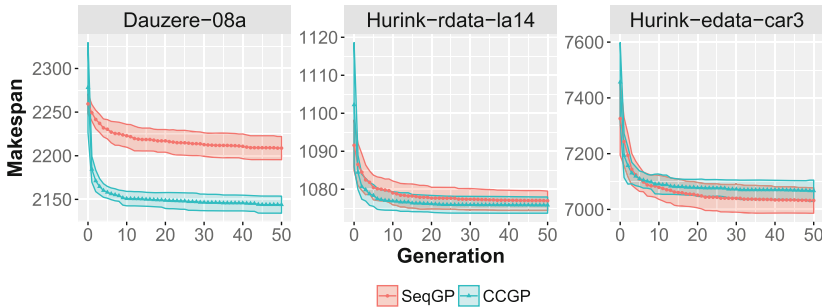 Dauzere−08a
Hurink−rdata−la14
Hurink−edata−car3
Makespan
2300
2250
2200
2150
1120
1110
1100
1090
1080
7600
7400
7200
7000
0 10 20 30 40 50
0 10 20 30 40 50
0 10 20 30 40 50
Generation
SeqGP CCGP